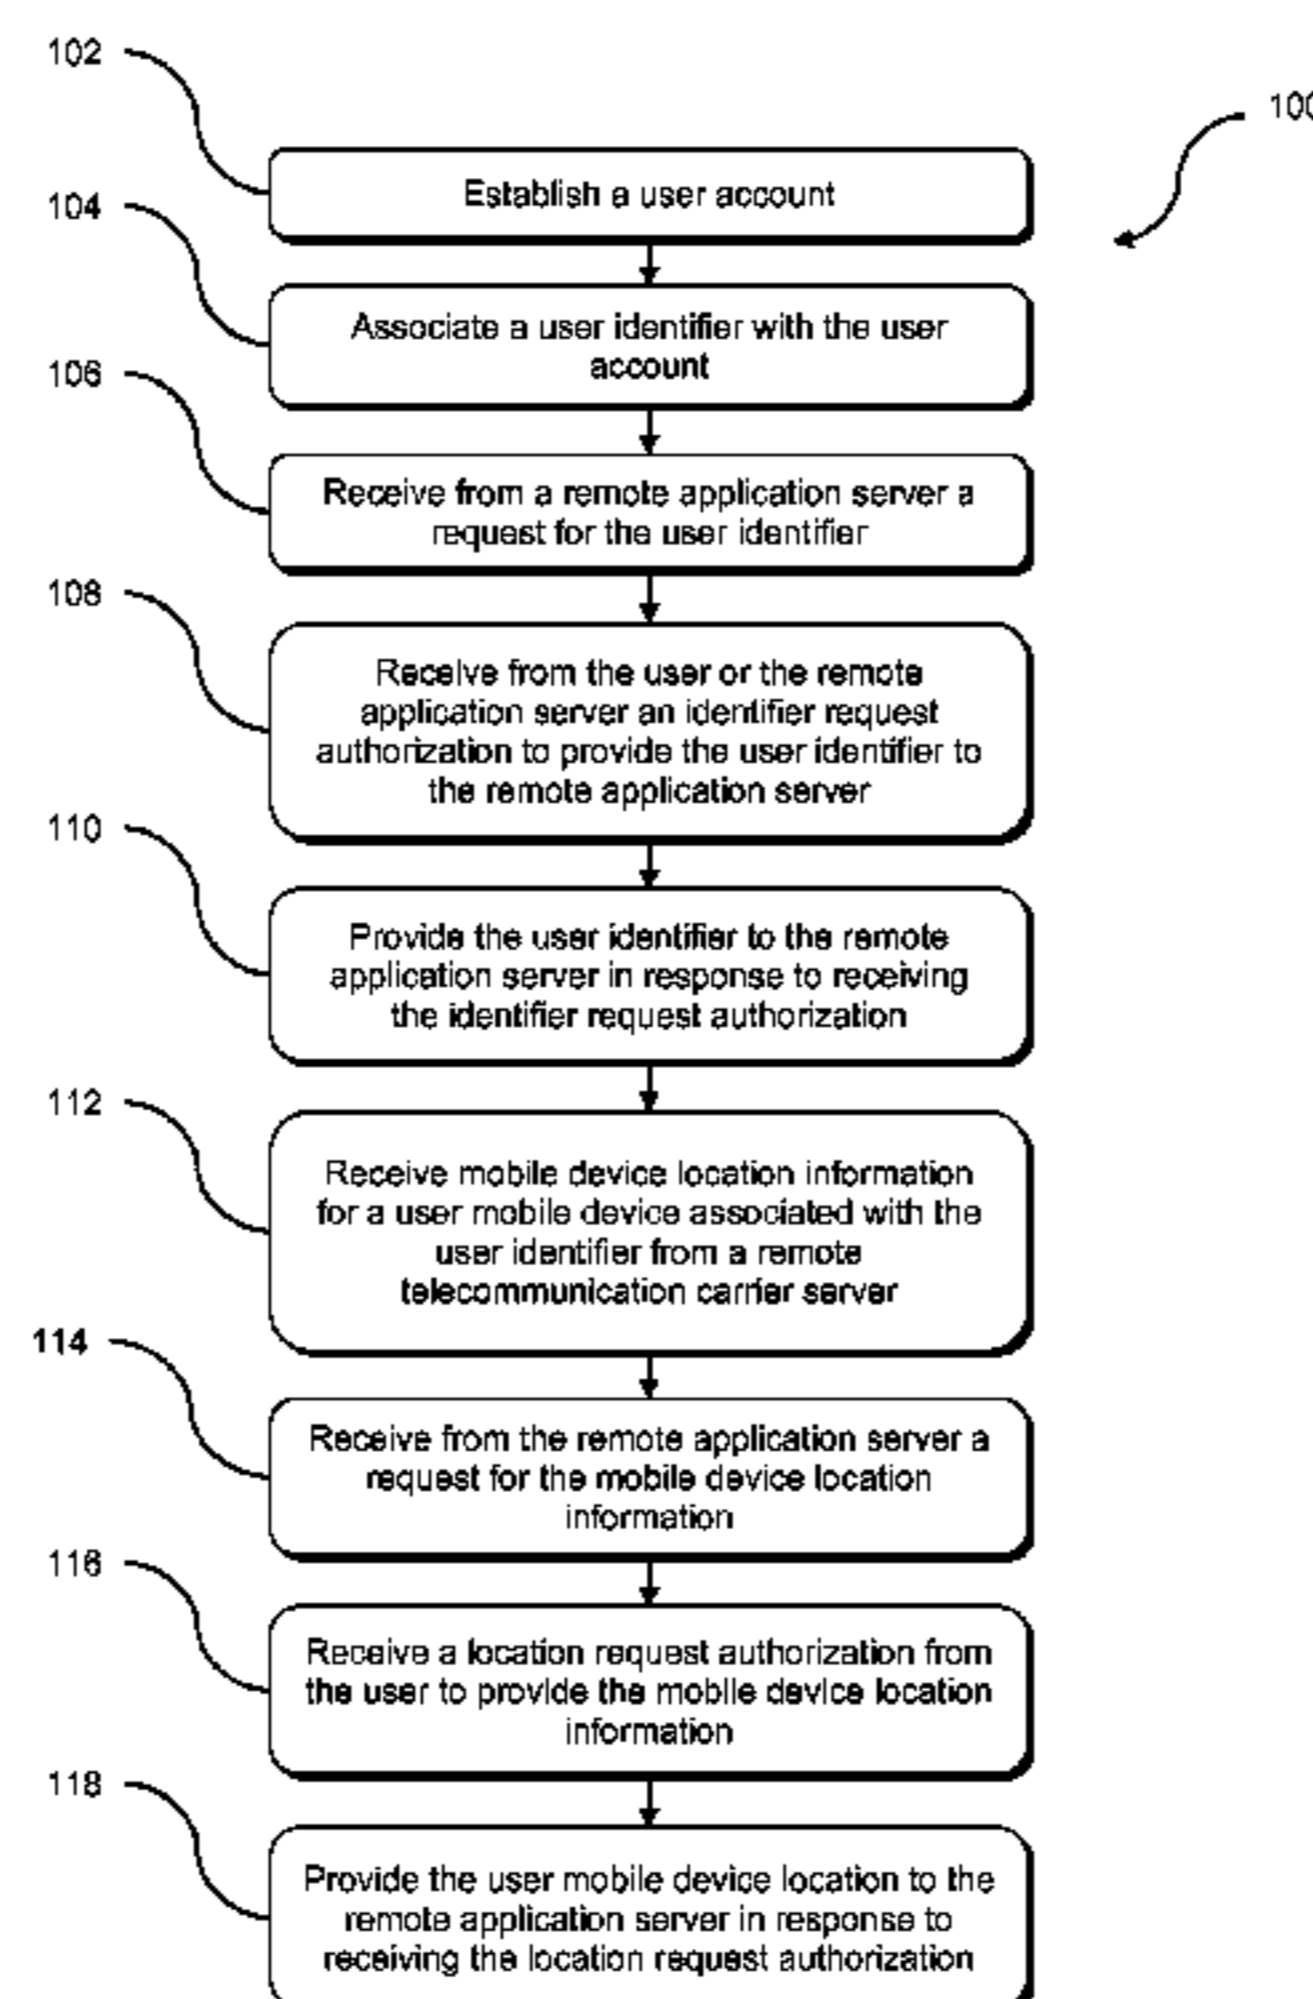 102
100
Establish a user account
104
Associate a user identifier with the user
account
106
Receive from a remote application server a
request for the user identifier
108
Receive from the user or the remote
application server an identifier request
authorization to provide the user identifier to
the remote application server
110
Provide the user identifier to the remote
application server in response to receiving
the identifier request authorization
112
Receive mobile device location information
for a user mobile device associated with the
user identifier from a remote
telecommunication carrier server
114
Receive from the remote application server a
request for the mobile device location
information
116
Receive a location request authorization from
the user to provide the mobile device location
information
118
Provide the user mobile device location to the
remote application server in response to
receiving the location request authorization